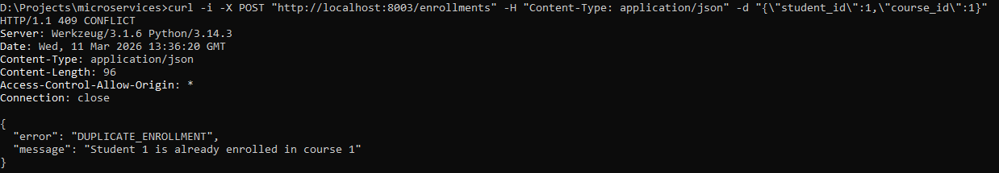 D:\Projects\microservices>curl -i -X POST "http://localhost:8003/enrollments" -H "Content-Type: application/json" -d "{\"student_id\":1,\"course_id\":1}"
HTTP/1.1 409 CONFLICT
Server: Werkzeug/3.1.6 Python/3.14.3
Date: Wed, 11 Mar 2026 13:36:20 GMT
Content-Type: application/json
Content-Length: 96
Access-Control-Allow-Origin: *
Connection: close

{
  "error": "DUPLICATE_ENROLLMENT",
  "message": "Student 1 is already enrolled in course 1"
}